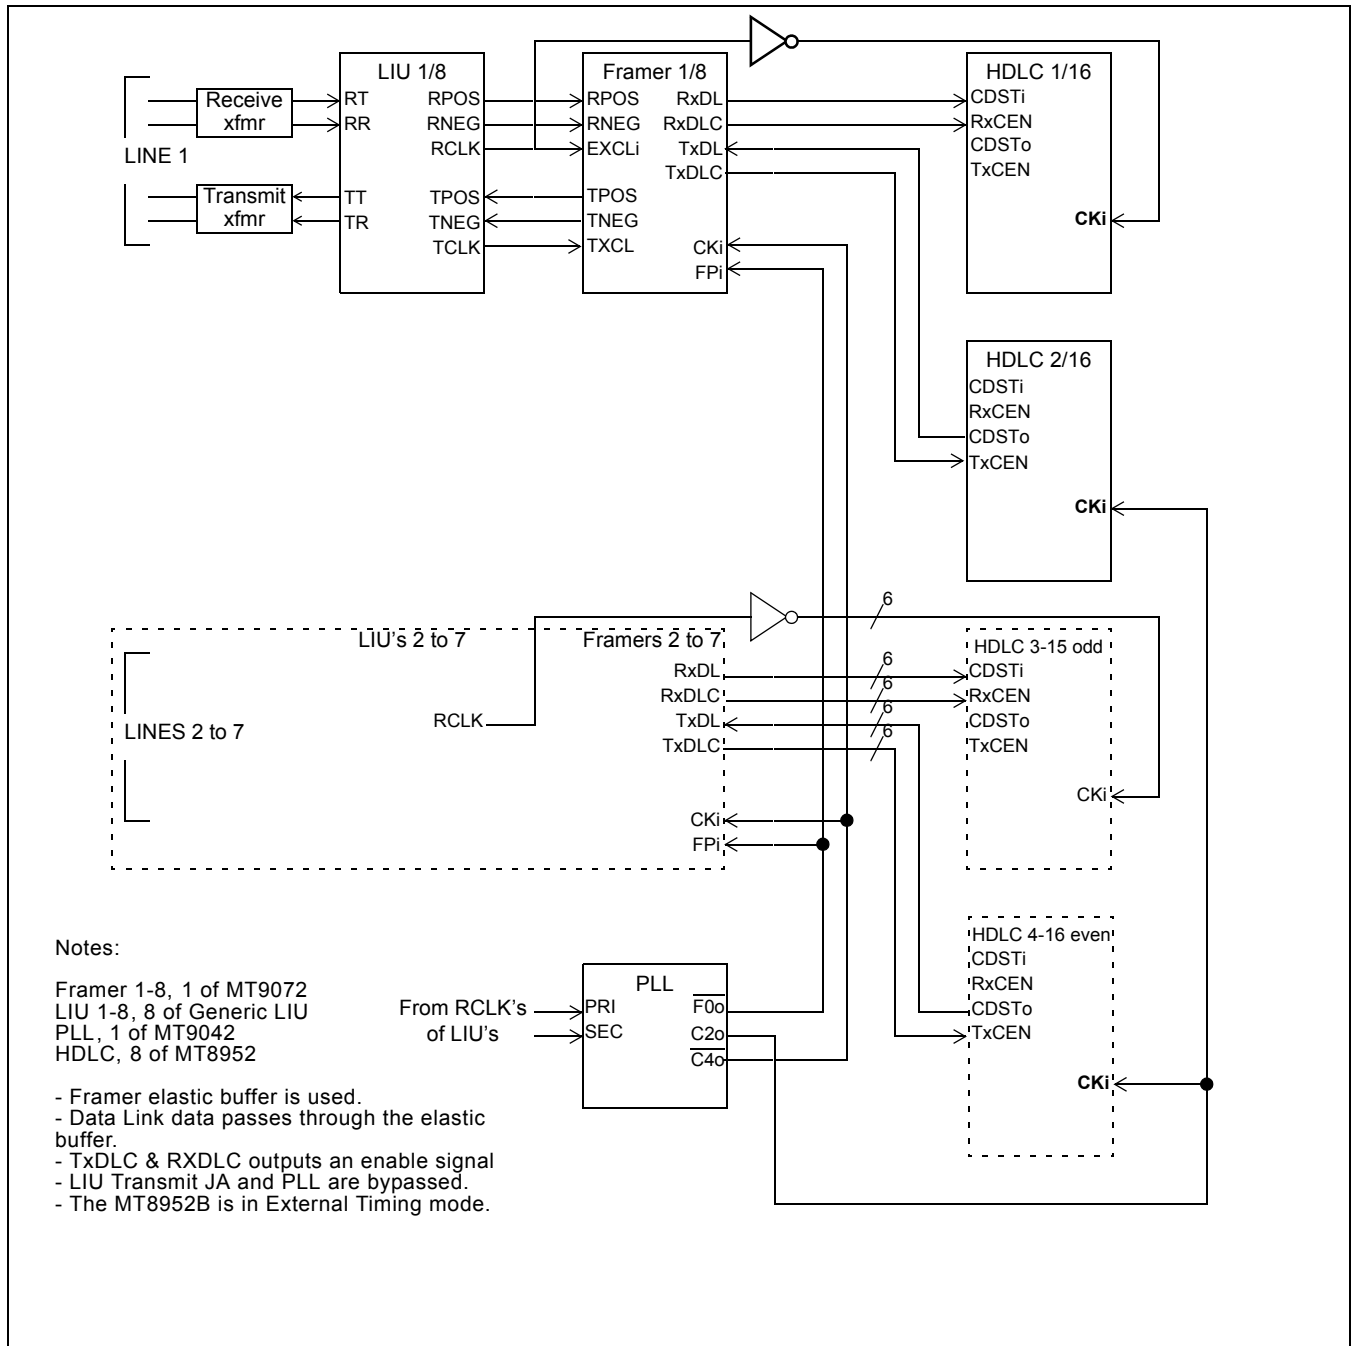 LIU 1/8
Framer 1/8
HDLC 1/16
Receive
xfmr
RT
RR
RPOS
RNEG
RCLK
RPOS
RNEG
EXCLi
RxDL
RxDLC
TxDL
TxDLC
CDSTi
RxCEN
CDSTo
TxCEN
LINE 1
Transmit
xfmr
TT
TR
TPOS
TNEG
TCLK
TPOS
TNEG
TXCL
CKi
FPi
CKi
HDLC 2/16
CDSTi
RxCEN
CDSTo
TxCEN
CKi
6
LIU's 2 to 7
Framers 2 to 7
HDLC 3-15 odd
RxDL
6
CDSTi
RxDLC
6
RxCEN
LINES 2 to 7
RCLK
TxDL
6
CDSTo
TxDLC
6
TxCEN
CKi
CKi
FPi
HDLC 4-16 even
CDSTi
RxCEN
CDSTo
TxCEN
CKi
From RCLK's
of LIU's
PLL
PRI
SEC
F0o
C2o
C4o
Notes:
Framer 1-8, 1 of MT9072
LIU 1-8, 8 of Generic LIU
PLL, 1 of MT9042
HDLC, 8 of MT8952
- Framer elastic buffer is used.
- Data Link data passes through the elastic
buffer.
- TxDLC & RXDLC outputs an enable signal
- LIU Transmit JA and PLL are bypassed.
- The MT8952B is in External Timing mode.